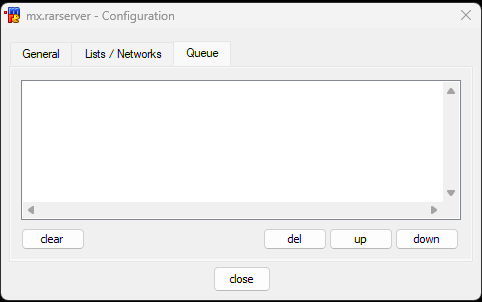 mx.rarserver - Configuration
General Lists / Networks Queue
clear del up down
close